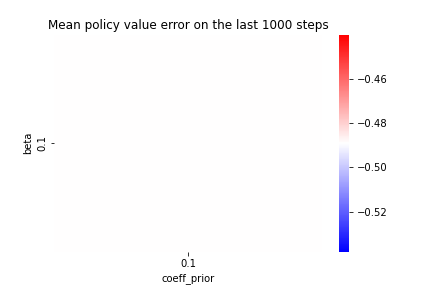 Mean policy value error on the last 1000 steps
−0.46
−0.48
−0.50
−0.52
beta
0.1
0.1
coeff_prior